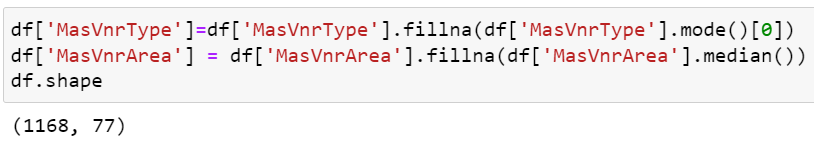 df['MasVnrType']=df['MasVnrType'].fillna(df['MasVnrType'].mode()[0])
df['MasVnrArea'] = df['MasVnrArea'].fillna(df['MasVnrArea'].median())
df.shape
(1168, 77)